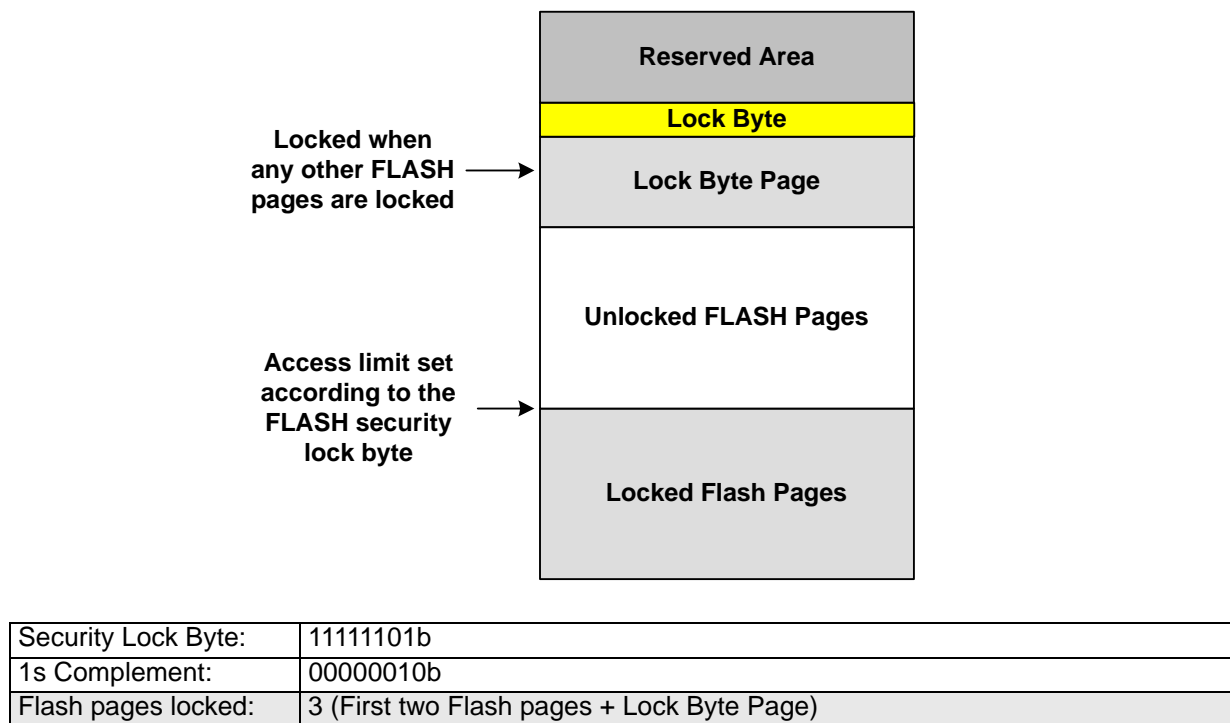 Reserved Area
Lock Byte
Locked when
any other FLASH
pages are locked
Lock Byte Page
Unlocked FLASH Pages
Access limit set
according to the
FLASH security
lock byte
Locked Flash Pages
Security Lock Byte: 11111101b
1s Complement: 00000010b
Flash pages locked: 3 (First two Flash pages + Lock Byte Page)